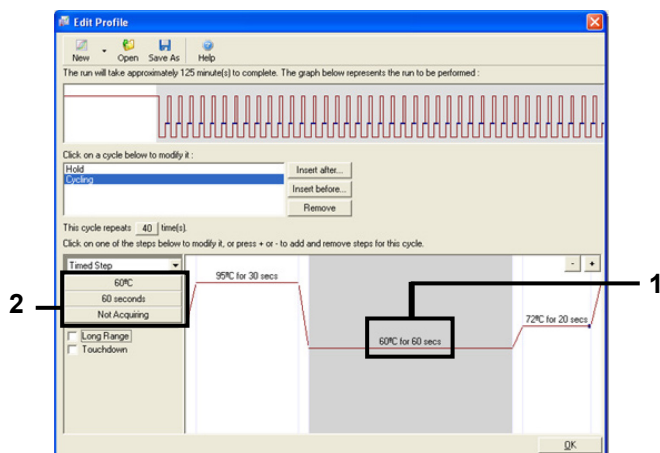 Edit Profile
New Open Save As Help
The run will take approximately 125 minute(s) to complete. The graph below represents the run to be performed :
Click on a cycle below to modify it :
Hold
Cycling
Insert after...
Insert before...
Remove
This cycle repeats 40 time(s).
Click on one of the steps below to modify it, or press + or - to add and remove steps for this cycle.
Timed Step
- +
60ºC
60 seconds
Not Acquiring
Long Range
Touchdown
95ºC for 30 secs
60ºC for 60 secs
72ºC for 20 secs
1
2
OK